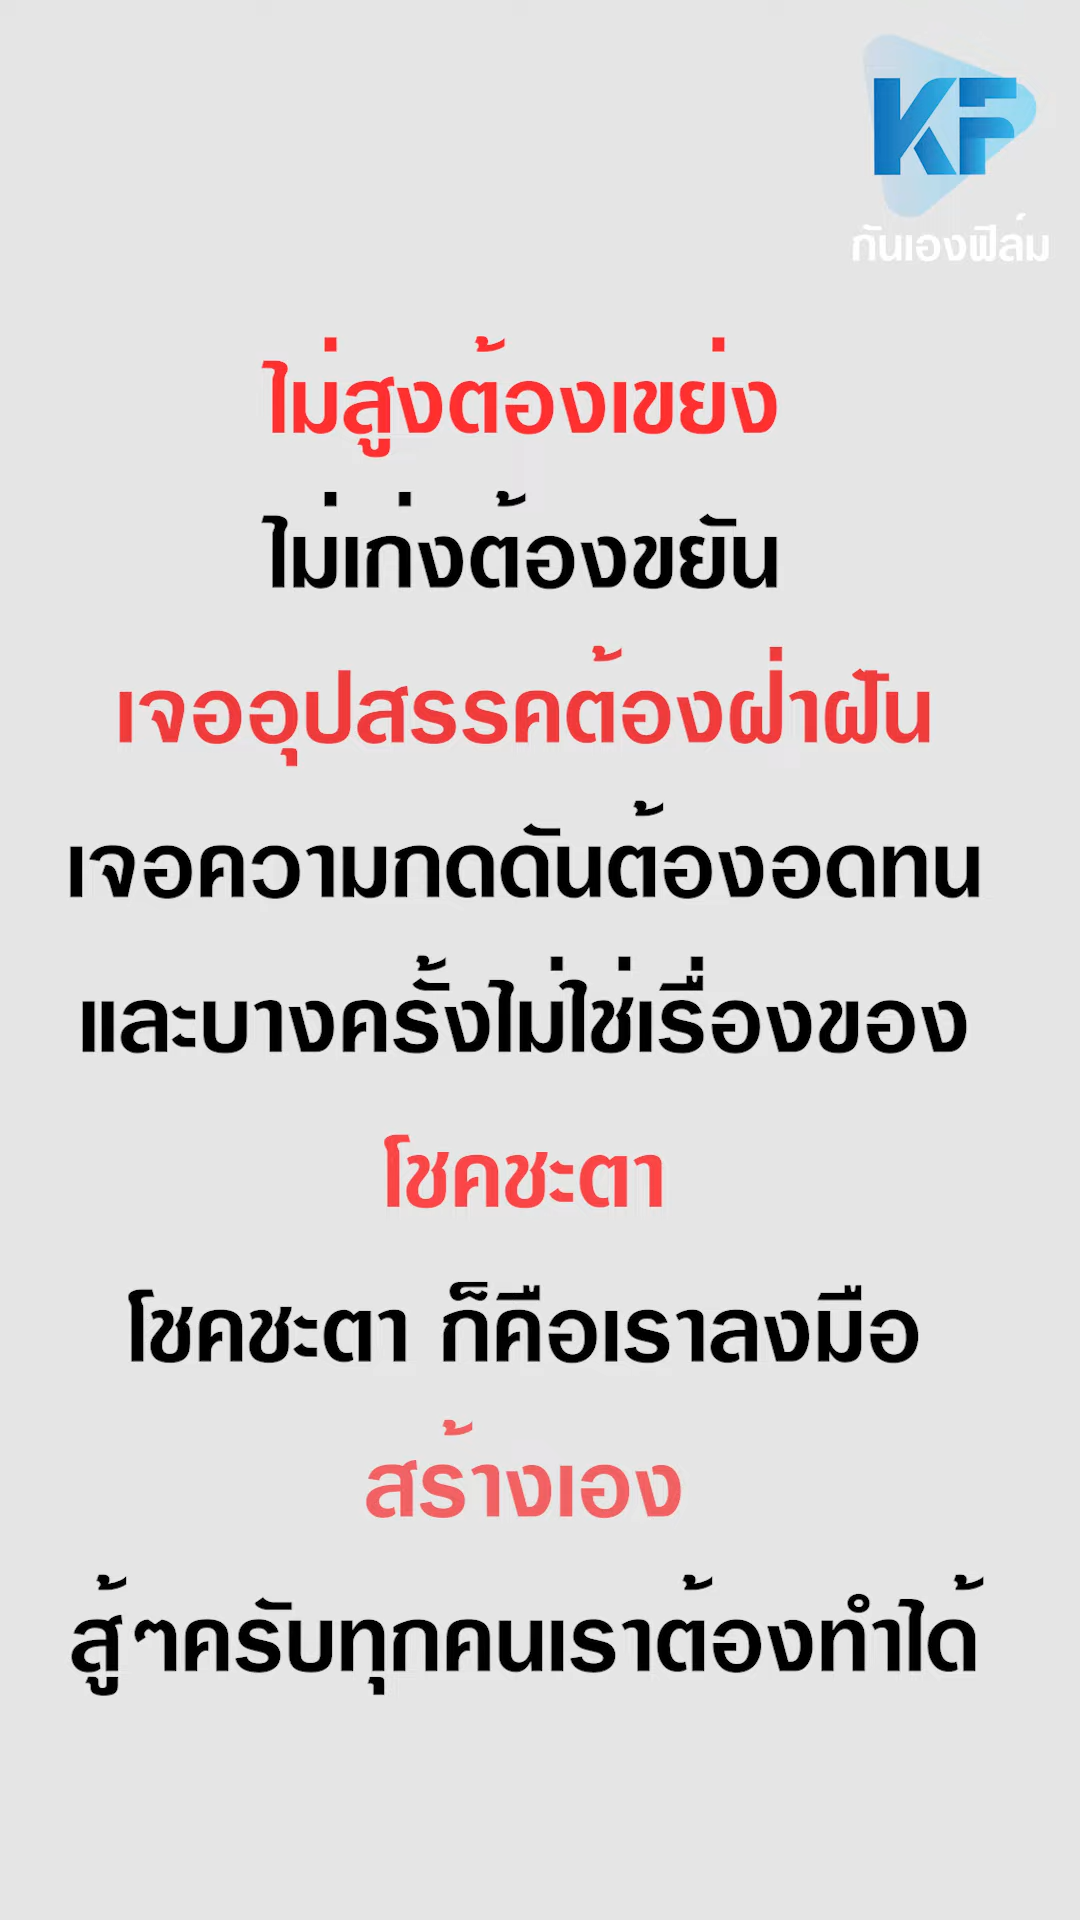 KF
กันเองฟิล์ม
ไม่สูงต้องเขย่ง
ไม่เก่งต้องขยัน
เจออุปสรรคต้องฝ่าฝัน
เจอความกดดันต้องอดทน
และบางครั้งไม่ใช่เรื่องของ
โชคชะตา
โชคชะตา ก็คือเราลงมือ
สร้างเอง
สู้ๆครับทุกคนเราต้องทำได้